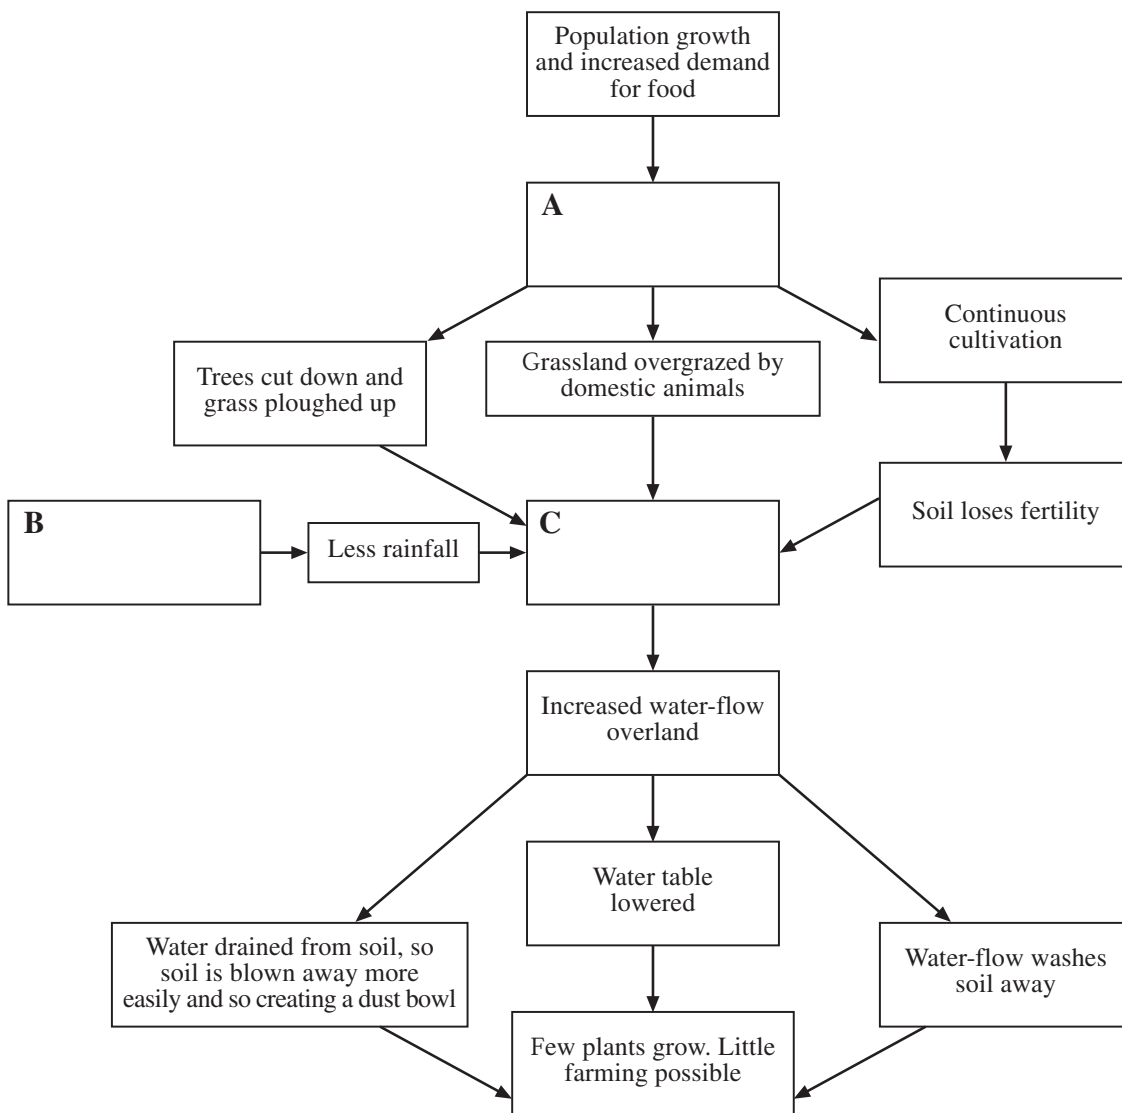 Population growth
and increased demand
for food
A
Continuous
cultivation
Trees cut down and
grass ploughed up
Grassland overgrazed by
domestic animals
Soil loses fertility
B
Less rainfall
C
Increased water-flow
overland
Water table
lowered
Water drained from soil, so
soil is blown away more
easily and so creating a dust bowl
Water-flow washes
soil away
Few plants grow. Little
farming possible